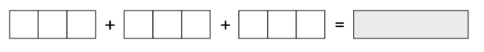 + + =